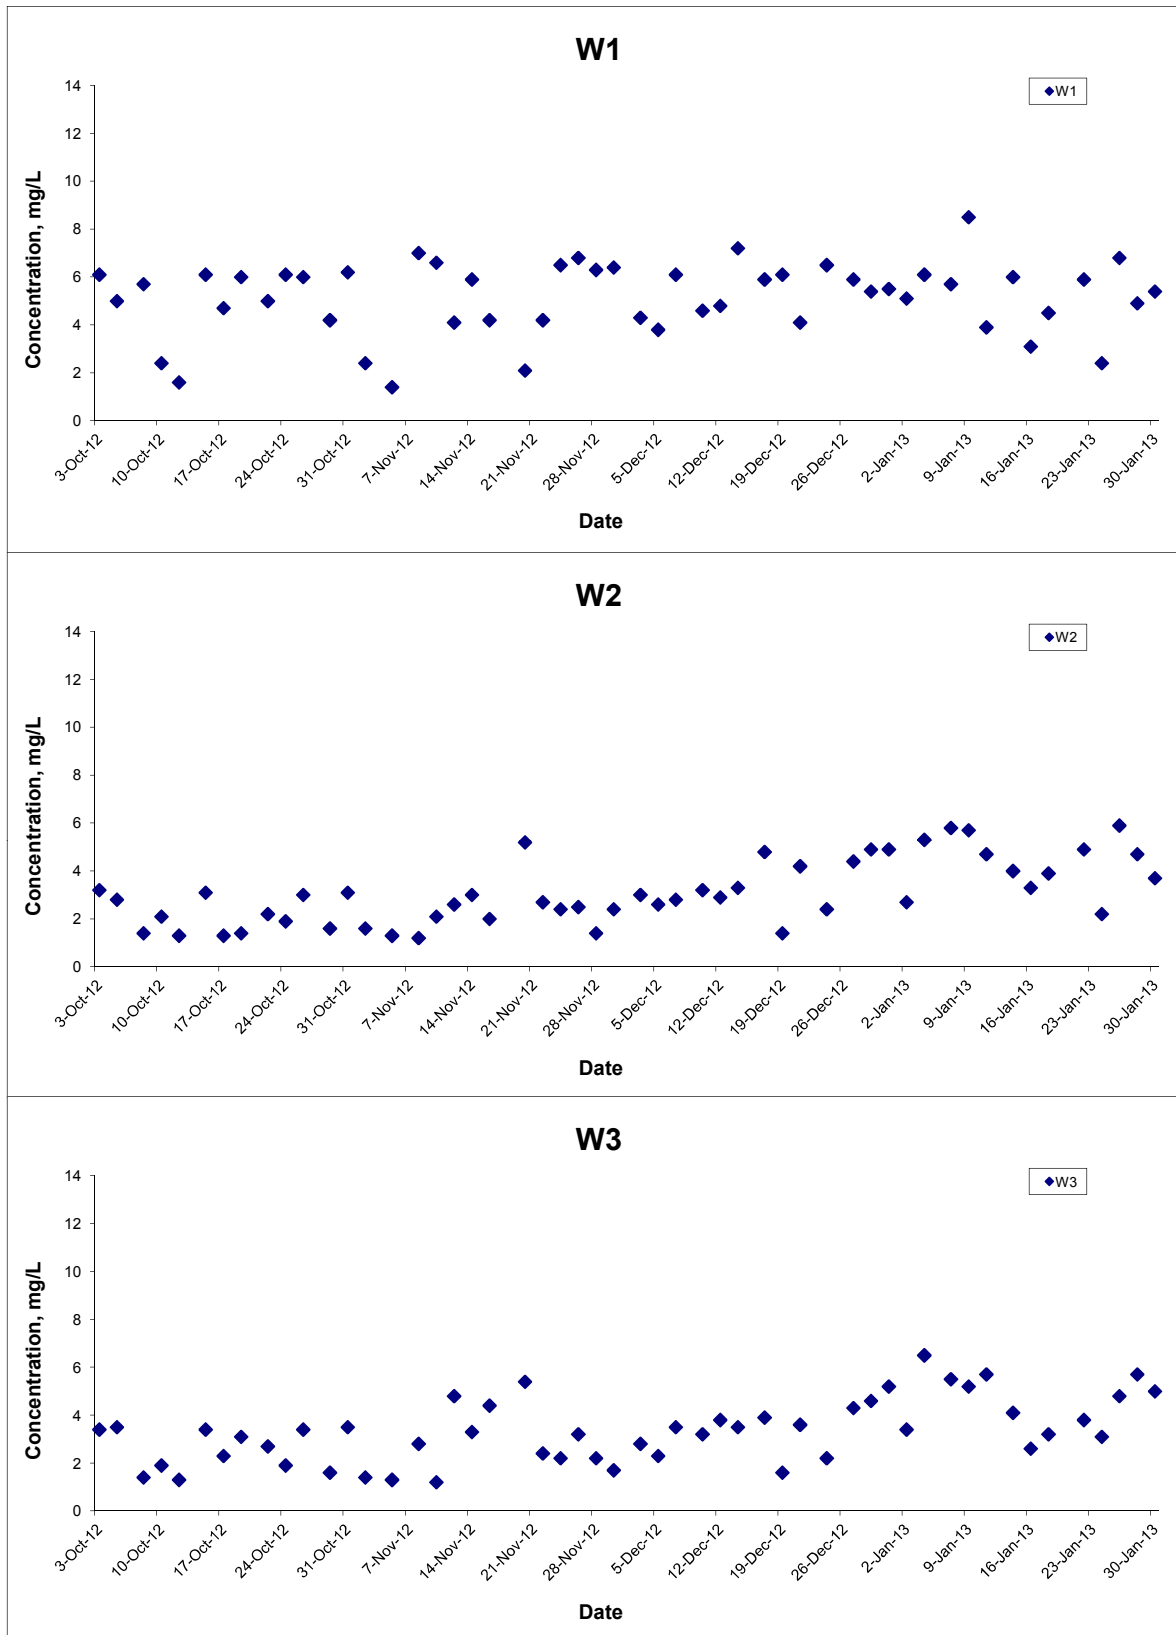 W1
W1
14
12
10
8
6
4
2
0
Concentration, mg/L
3-Oct-12
10-Oct-12
17-Oct-12
24-Oct-12
31-Oct-12
7-Nov-12
14-Nov-12
21-Nov-12
28-Nov-12
5-Dec-12
12-Dec-12
19-Dec-12
26-Dec-12
2-Jan-13
9-Jan-13
16-Jan-13
23-Jan-13
30-Jan-13
Date
W2
W2
14
12
10
8
6
4
2
0
Concentration, mg/L
3-Oct-12
10-Oct-12
17-Oct-12
24-Oct-12
31-Oct-12
7-Nov-12
14-Nov-12
21-Nov-12
28-Nov-12
5-Dec-12
12-Dec-12
19-Dec-12
26-Dec-12
2-Jan-13
9-Jan-13
16-Jan-13
23-Jan-13
30-Jan-13
Date
W3
W3
14
12
10
8
6
4
2
0
Concentration, mg/L
3-Oct-12
10-Oct-12
17-Oct-12
24-Oct-12
31-Oct-12
7-Nov-12
14-Nov-12
21-Nov-12
28-Nov-12
5-Dec-12
12-Dec-12
19-Dec-12
26-Dec-12
2-Jan-13
9-Jan-13
16-Jan-13
23-Jan-13
30-Jan-13
Date